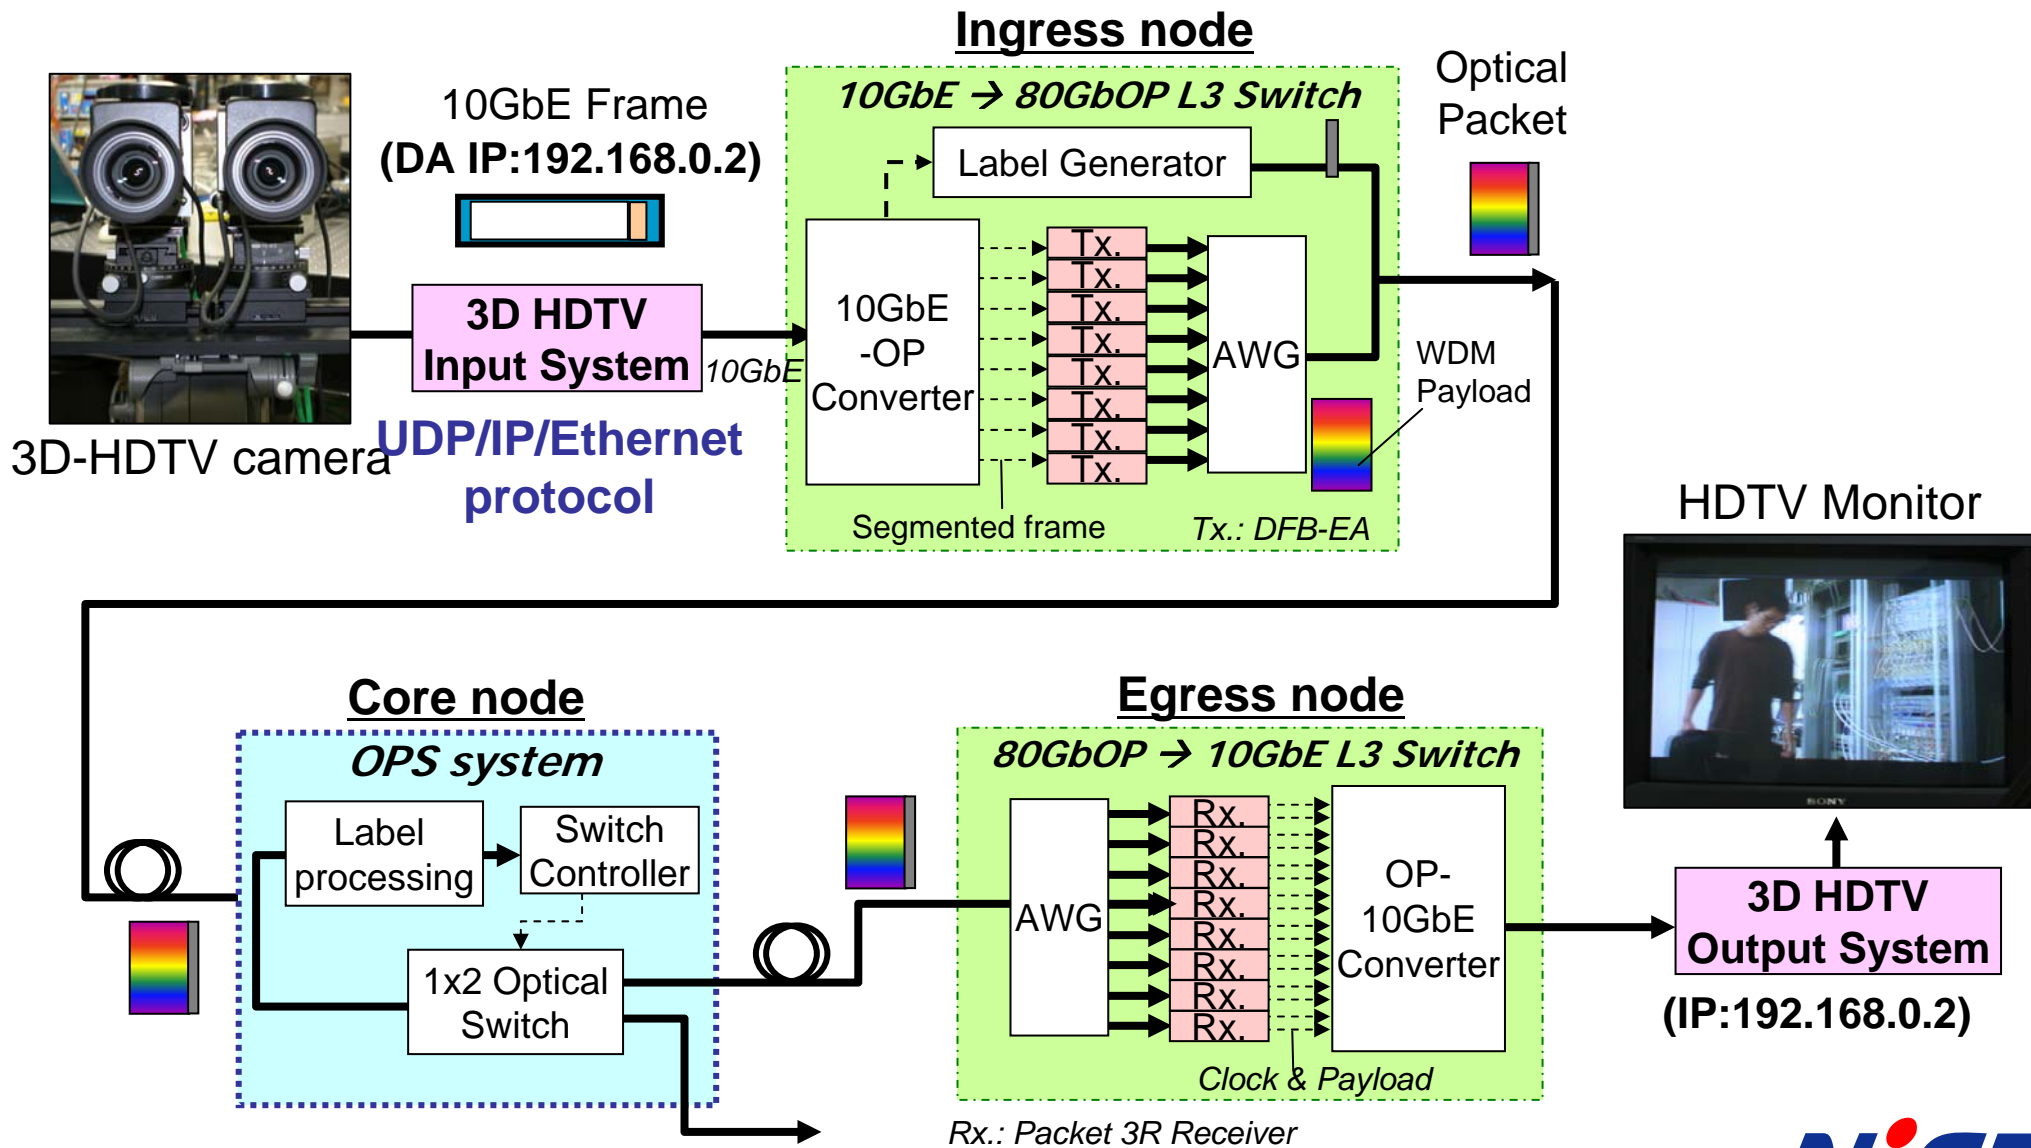 Ingress node
10GbE → 80GbOP L3 Switch
Optical
Packet
10GbE Frame
(DA IP:192.168.0.2)
Label Generator
Tx.
Tx.
Tx.
Tx.
Tx.
Tx.
Tx.
Tx.
3D HDTV
Input System
10GbE
10GbE
-OP
Converter
AWG
WDM
Payload
3D-HDTV camera
UDP/IP/Ethernet
protocol
Segmented frame
Tx.: DFB-EA
HDTV Monitor
SONY
Core node
OPS system
Label
processing
Switch
Controller
1x2 Optical
Switch
Egress node
80GbOP → 10GbE L3 Switch
AWG
Rx.
Rx.
Rx.
Rx.
Rx.
Rx.
Rx.
Rx.
OP-
10GbE
Converter
Clock & Payload
Rx.: Packet 3R Receiver
3D HDTV
Output System
(IP:192.168.0.2)